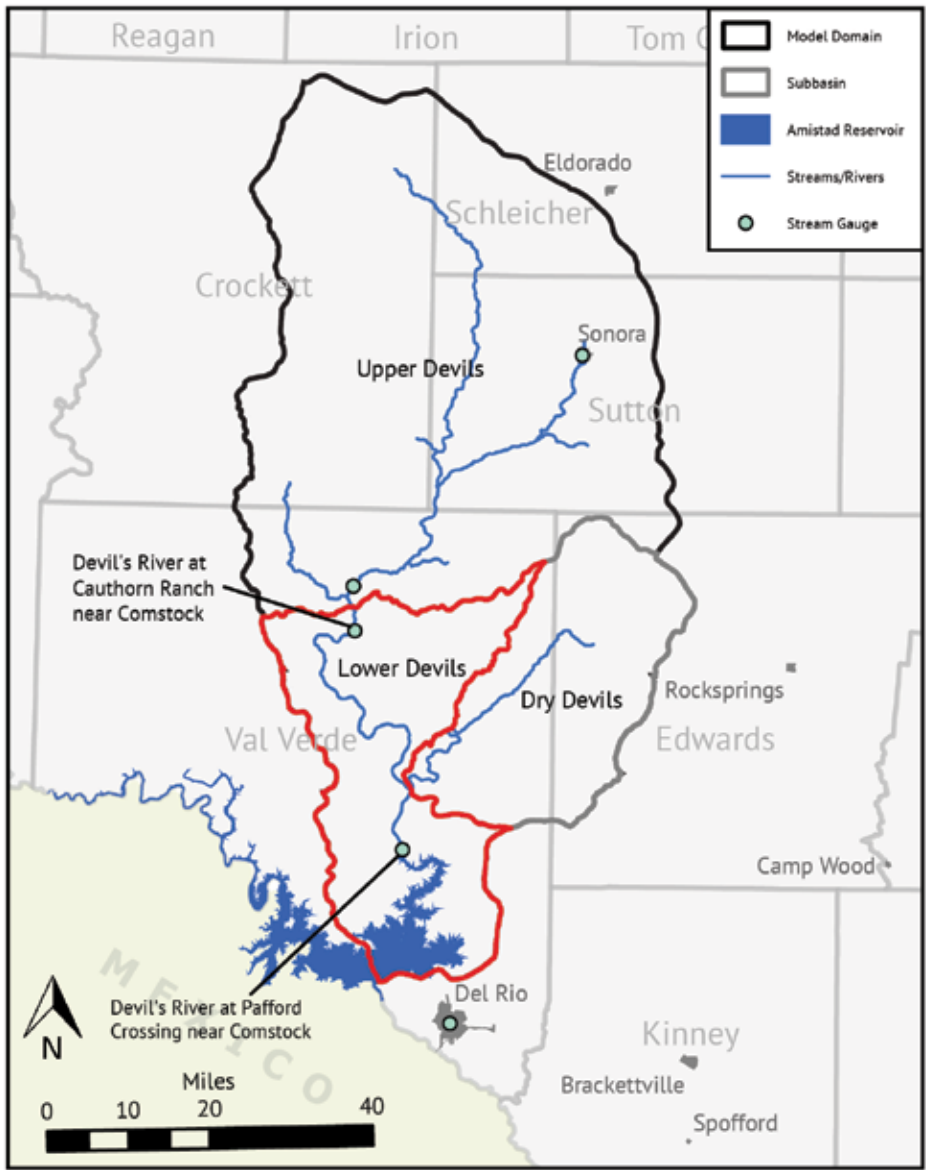 Reagan
Irion
Tom G
Model Domain
Subbasin
Amistad Reservoir
Streams/Rivers
Stream Gauge
Eldorado
Schleicher
Crockett
Sonora
Upper Devils
Sutton
Devil's River at
Cauthorn Ranch
near Comstock
Lower Devils
Dry Devils
Rocksprings
Val Verde
Edwards
Camp Wood
MEXICO
Del Rio
Devil's River at Pafford
Crossing near Comstock
N
Kinney
Miles
Brackettville
0 10 20 40
Spofford